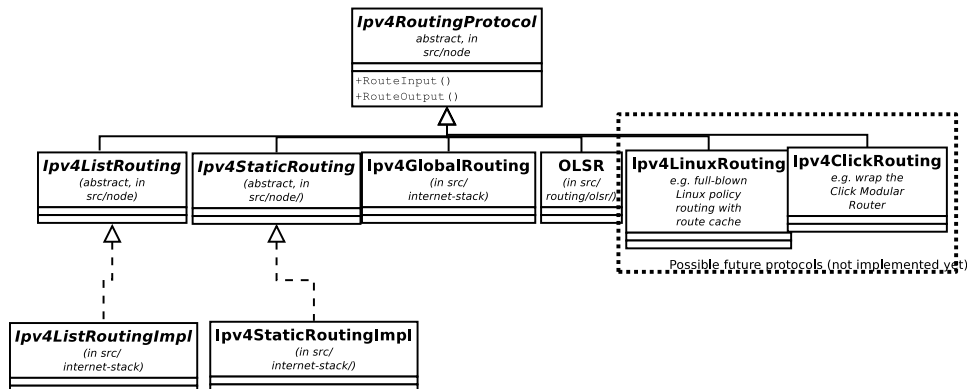 Ipv4RoutingProtocol
abstract, in
src/node
+RouteInput()
+RouteOutput()
Ipv4ListRouting
(abstract, in
src/node)
Ipv4StaticRouting
(abstract, in
src/node/)
Ipv4GlobalRouting
(in src/
internet-stack)
OLSR
(in src/
routing/olsr/)
Ipv4LinuxRouting
e.g. full-blown
Linux policy
routing with
route cache
Ipv4ClickRouting
e.g. wrap the
Click Modular
Router
Possible future protocols (not implemented yet)
Ipv4ListRoutingImpl
(in src/
internet-stack)
Ipv4StaticRoutingImpl
(in src/
internet-stack/)